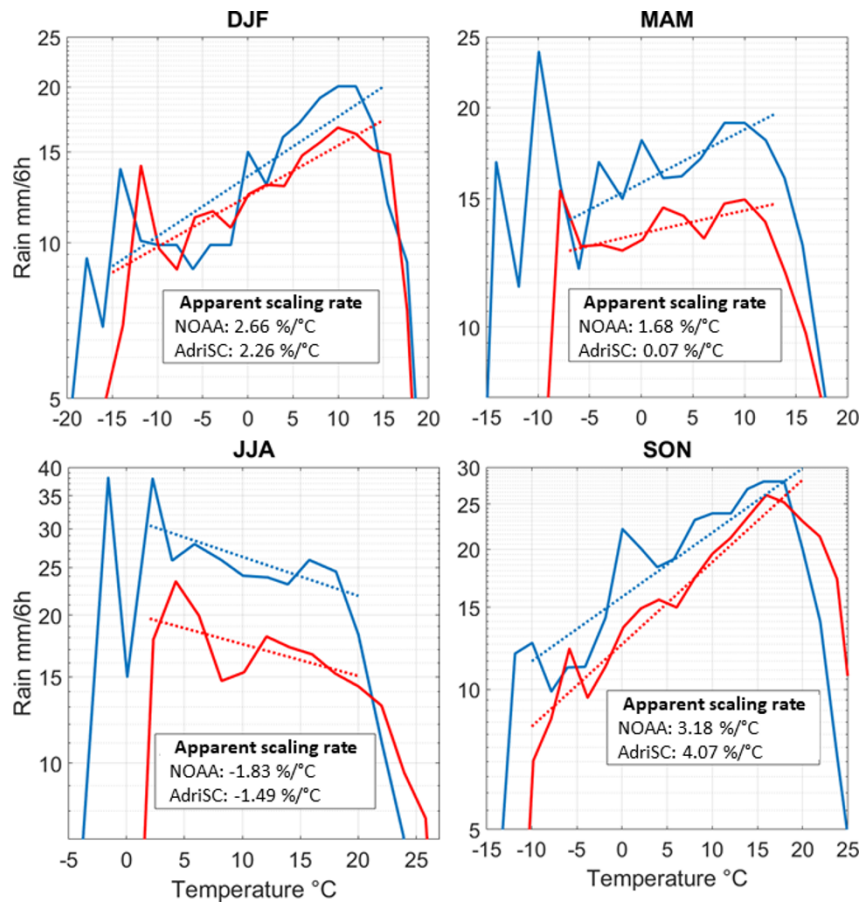 DJF
Rain mm/6h
25
20
15
10
5
-20 -15 -10 -5 0 5 10 15 20
Apparent scaling rate
NOAA: 2.66 %/°C
AdriSC: 2.26 %/°C
MAM
25
20
15
10
-15 -10 -5 0 5 10 15 20
Apparent scaling rate
NOAA: 1.68 %/°C
AdriSC: 0.07 %/°C
JJA
Rain mm/6h
40
30
25
20
15
10
-5 0 5 10 15 20 25
Temperature °C
Apparent scaling rate
NOAA: -1.83 %/°C
AdriSC: -1.49 %/°C
SON
30
25
20
15
10
5
-15 -10 -5 0 5 10 15 20 25
Temperature °C
Apparent scaling rate
NOAA: 3.18 %/°C
AdriSC: 4.07 %/°C